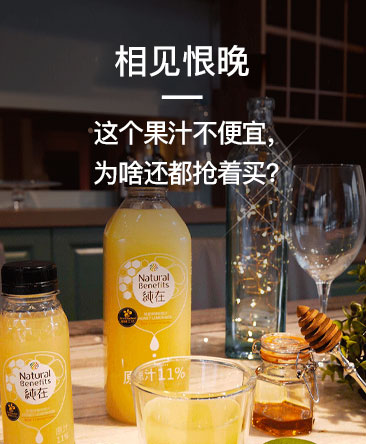 相见恨晚
这个果汁不便宜，
为啥还都抢着买？
Natural
Benefits
純在
汁11%
Natural
Benefits
純在